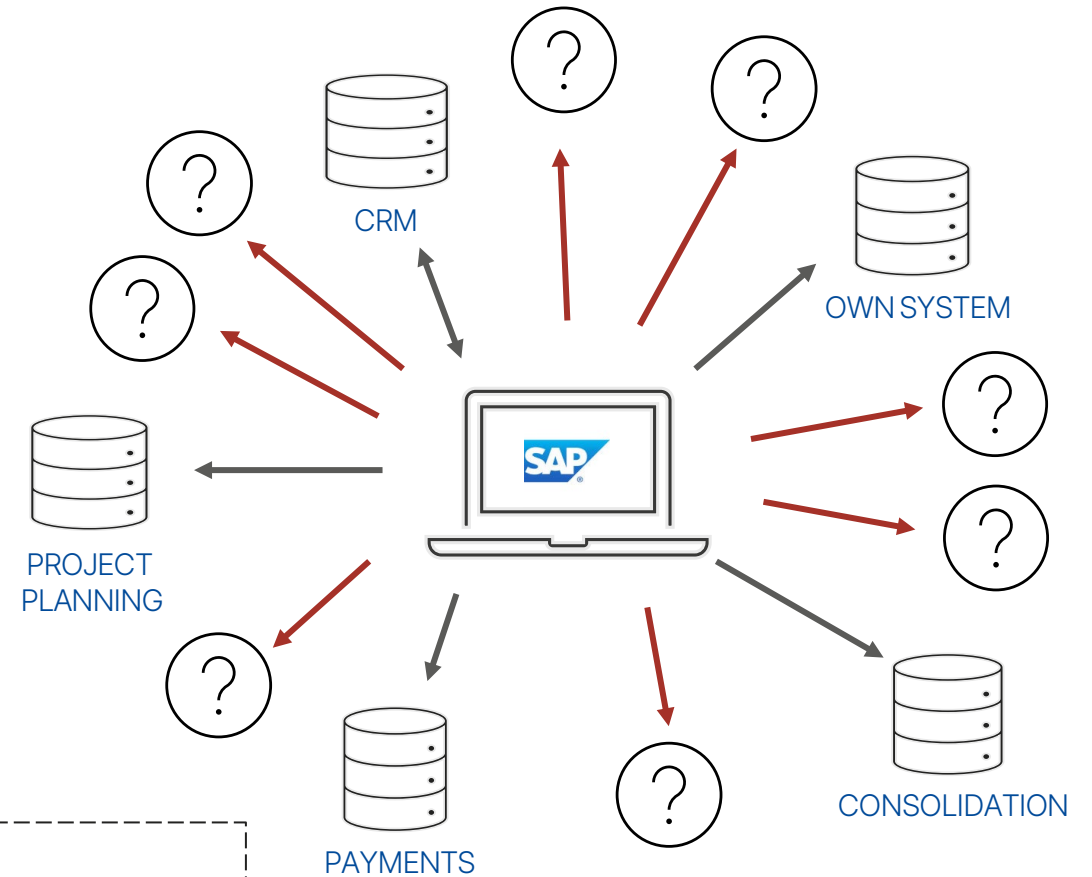 ?
?
?
CRM
?
OWN SYSTEM
?
SAP
®
?
PROJECT
PLANNING
?
?
CONSOLIDATION
PAYMENTS